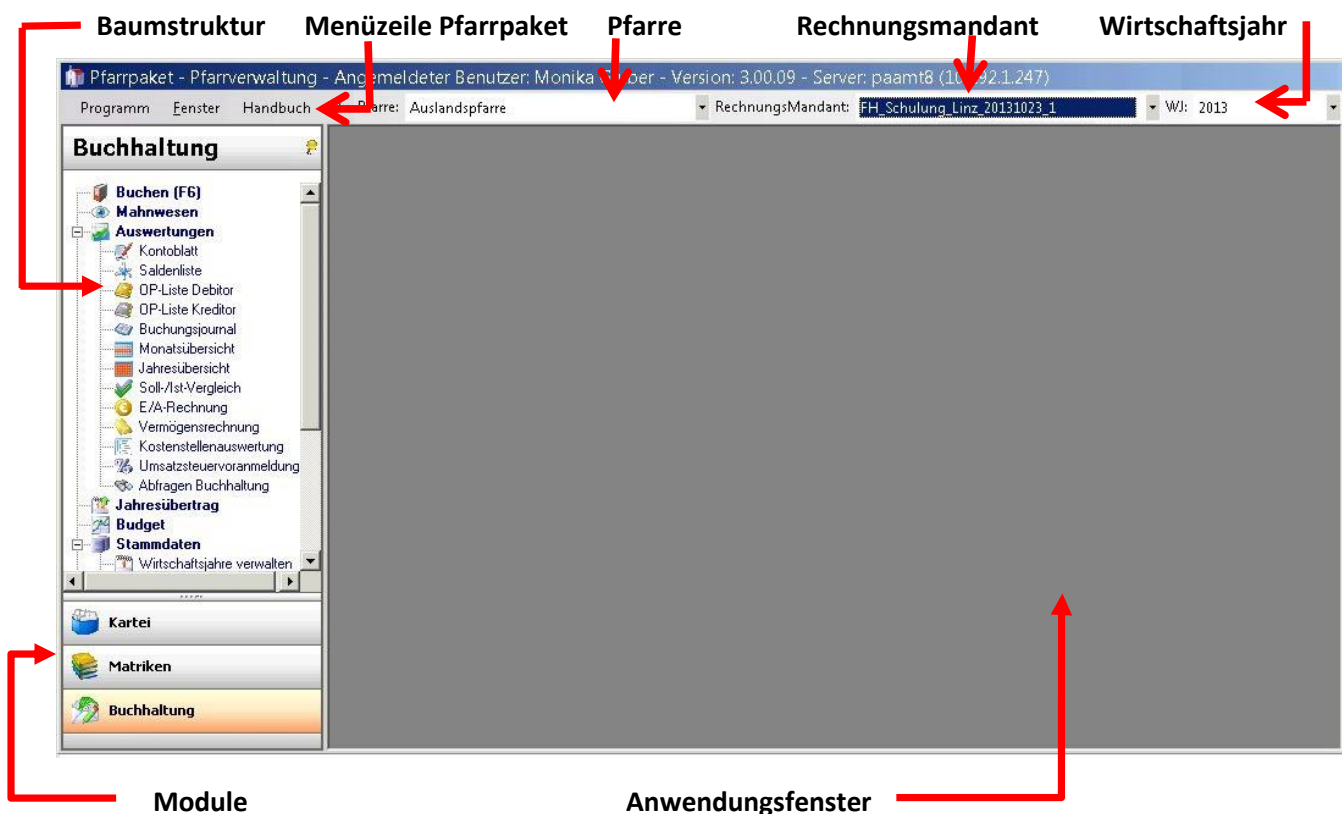 Baumstruktur Menüzeile Pfarrpaket Pfarre Rechnungsmandant Wirtschaftsjahr
Pfarrpaket - Pfarrverwaltung - Angemeldeter Benutzer: Monika - Version: 3.00.09 - Server: paamt8
Programm Fenster Handbuch Pfarre: Auslandspfarre RechnungsMandant: FH_Schulung_Linz_20131023_1 WJ: 2013
Buchhaltung
Buchen (F6)
Mahnwesen
Auswertungen
Kontoblatt
Saldenliste
OP-Liste Debitor
OP-Liste Kreditor
Buchungsjournal
Monatsübersicht
Jahresübersicht
Soll-/Ist-Vergleich
E/A-Rechnung
Vermögensrechnung
Kostenstellenauswertung
Umsatzsteuervoranmeldung
Abfragen Buchhaltung
Jahresübertrag
Budget
Stammdaten
Wirtschaftsjahre verwalten
Kartei
Matriken
Buchhaltung
Module Anwendungsfenster